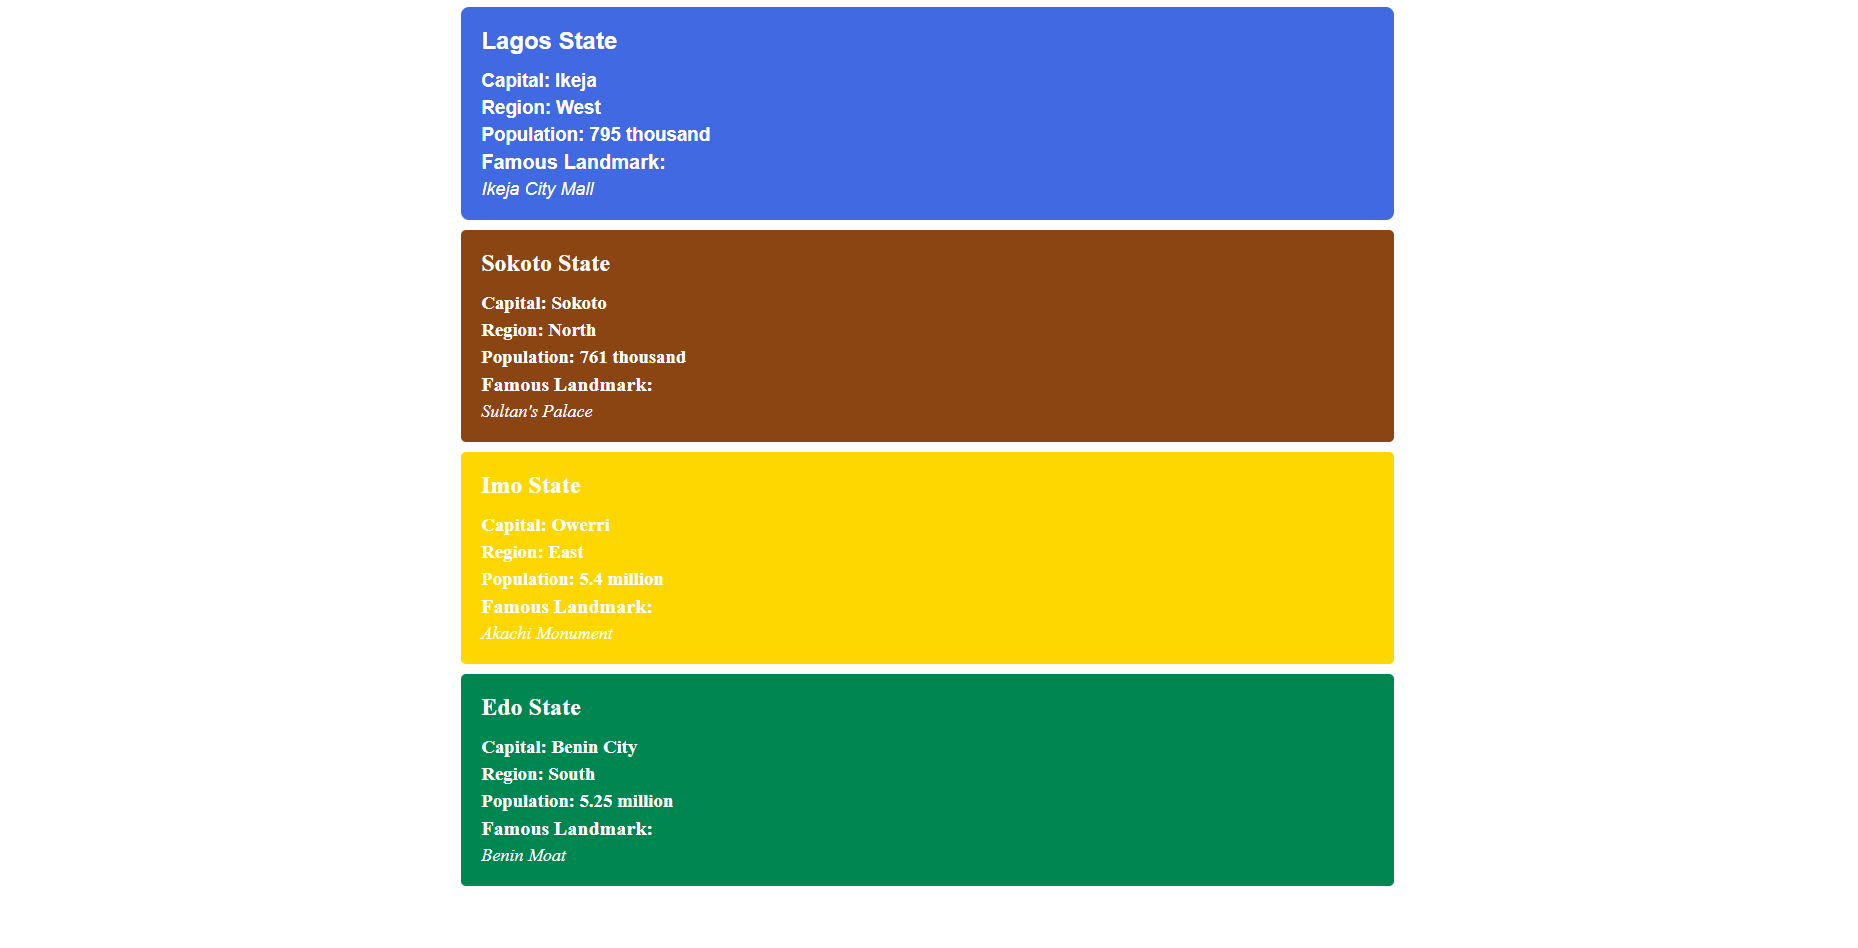 Lagos State
Capital: Ikeja
Region: West
Population: 795 thousand
Famous Landmark:
Ikeja City Mall
Sokoto State
Capital: Sokoto
Region: North
Population: 761 thousand
Famous Landmark:
Sultan's Palace
Imo State
Capital: Owerri
Region: East
Population: 5.4 million
Famous Landmark:
Akachi Monument
Edo State
Capital: Benin City
Region: South
Population: 5.25 million
Famous Landmark:
Benin Moat